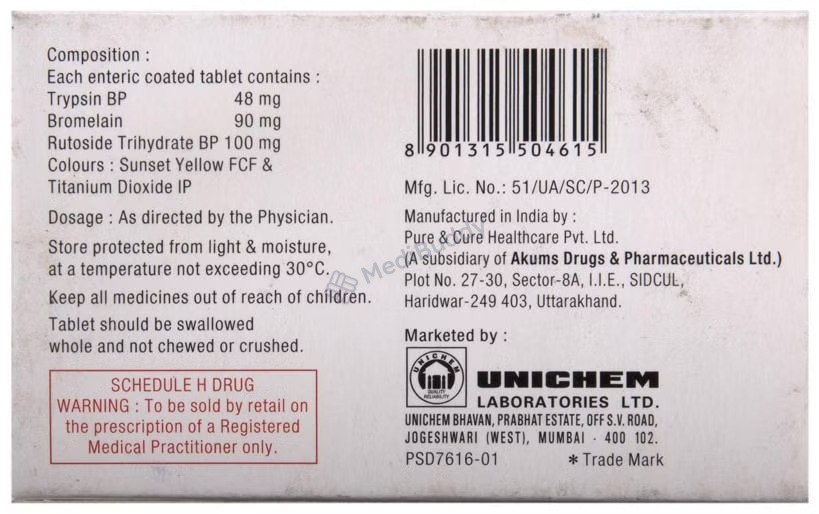 Composition :
Each enteric coated tablet contains :
Trypsin BP 48 mg
Bromelain 90 mg
Rutoside Trihydrate BP 100 mg
Colours : Sunset Yellow FCF &
Titanium Dioxide IP
Dosage : As directed by the Physician.
Store protected from light & moisture,
at a temperature not exceeding 30°C.
Keep all medicines out of reach of children.
Tablet should be swallowed
whole and not chewed or crushed.
SCHEDULE H DRUG
WARNING : To be sold by retail on
the prescription of a Registered
Medical Practitioner only.
8 901315 504615
Mfg. Lic. No.: 51/UA/SC/P-2013
Manufactured in India by :
Pure & Cure Healthcare Pvt. Ltd.
(A subsidiary of Akums Drugs & Pharmaceuticals Ltd.)
Plot No. 27-30, Sector-8A, I.I.E., SIDCUL,
Haridwar-249 403, Uttarakhand.
Marketed by :
UNICHEM
QUALITY
RELIABILITY
UNICHEM
LABORATORIES LTD.
UNICHEM BHAVAN, PRABHAT ESTATE, OFF S.V. ROAD,
JOGESHWARI (WEST), MUMBAI - 400 102.
PSD7616-01 * Trade Mark
MediBuddy